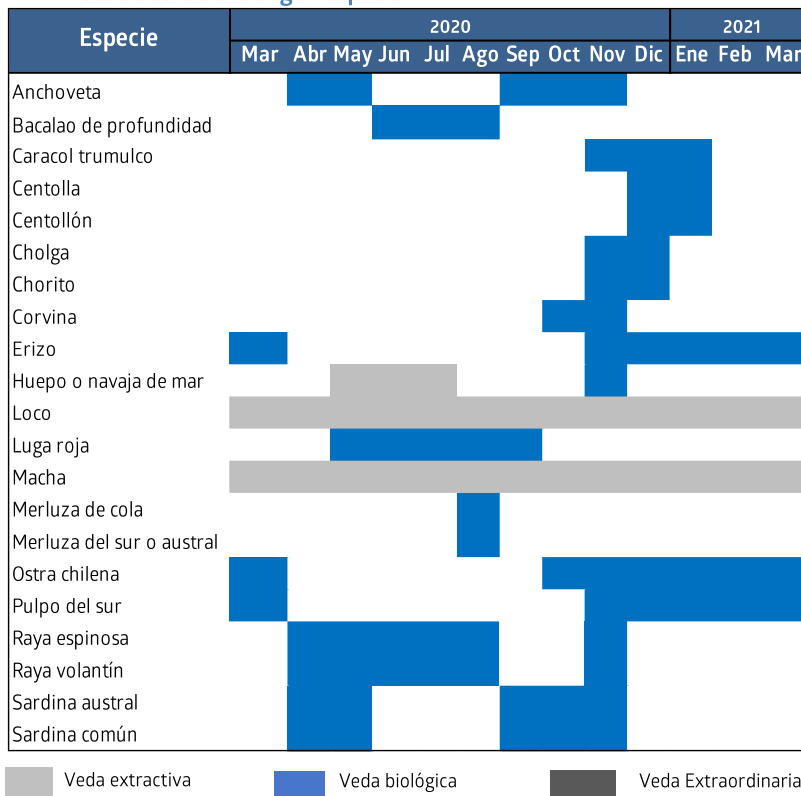 Especie
2020 2021
Mar Abr May Jun Jul Ago Sep Oct Nov Dic Ene Feb Mar
Anchoveta
Bacalao de profundidad
Caracol trumulco
Centolla
Centollón
Cholga
Chorito
Corvina
Erizo
Huepo o navaja de mar
Loco
Luga roja
Macha
Merluza de cola
Merluza del sur o austral
Ostra chilena
Pulpo del sur
Raya espinosa
Raya volantín
Sardina austral
Sardina común
Veda extractiva Veda biológica Veda Extraordinaria